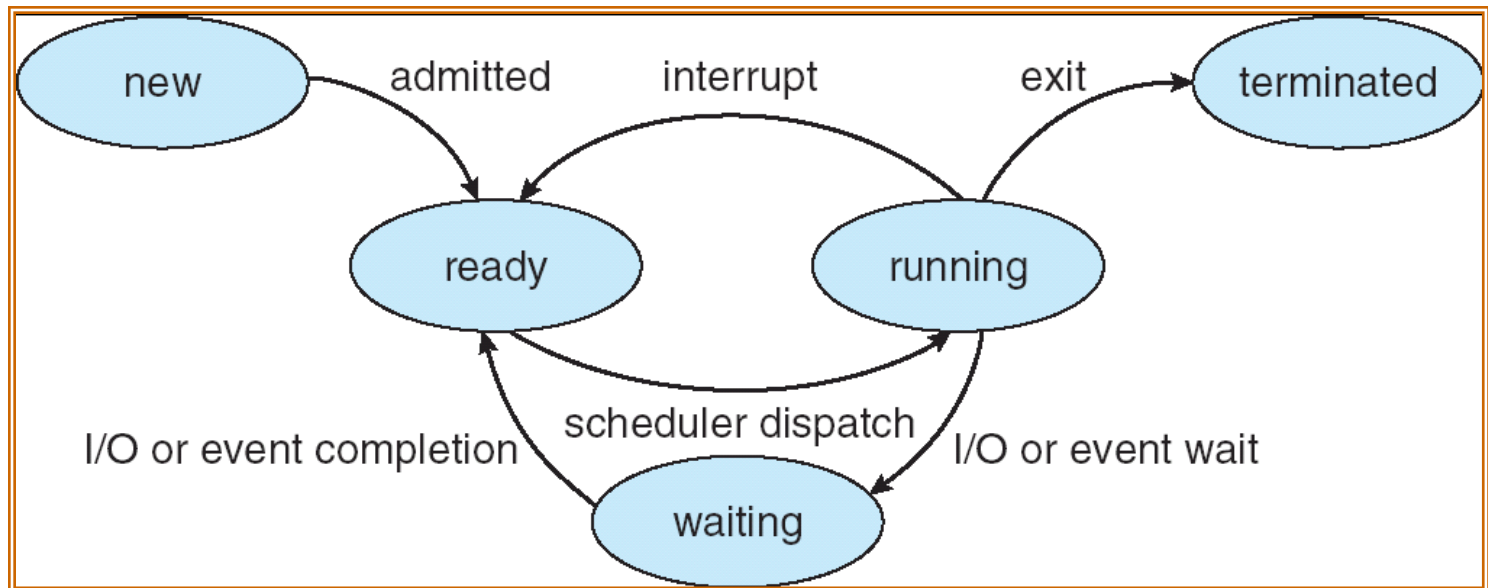 new
admitted
interrupt
exit
terminated
ready
running
scheduler dispatch
I/O or event completion
I/O or event wait
waiting